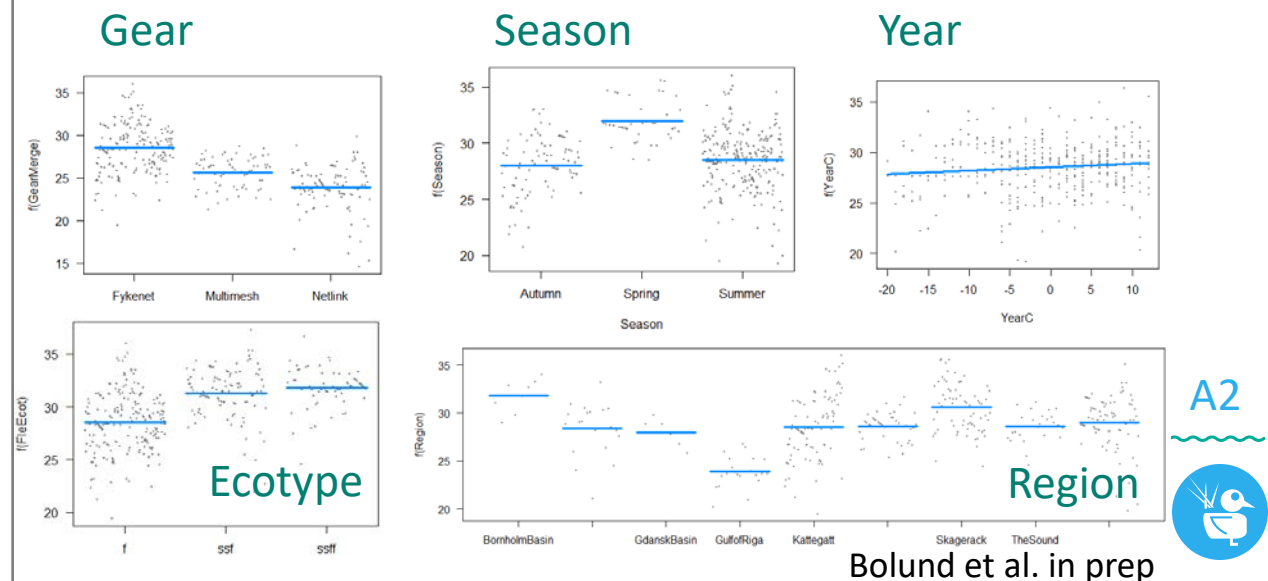 Gear
f(GearMerge)
35
30
25
20
15
Fykenet Multimesh Netlink
Season
f(Season)
35
30
25
20
Autumn Spring Summer
Season
Year
f(YearC)
35
30
25
20
-20 -15 -10 -5 0 5 10
YearC
f(FleEcot)
35
30
25
20
Ecotype
f ssf ssff
f(Region)
35
30
25
20
Region
BornholmBasin GdanskBasin GulfofRiga Kattegatt Skagerack TheSound
A2
Bolund et al. in prep